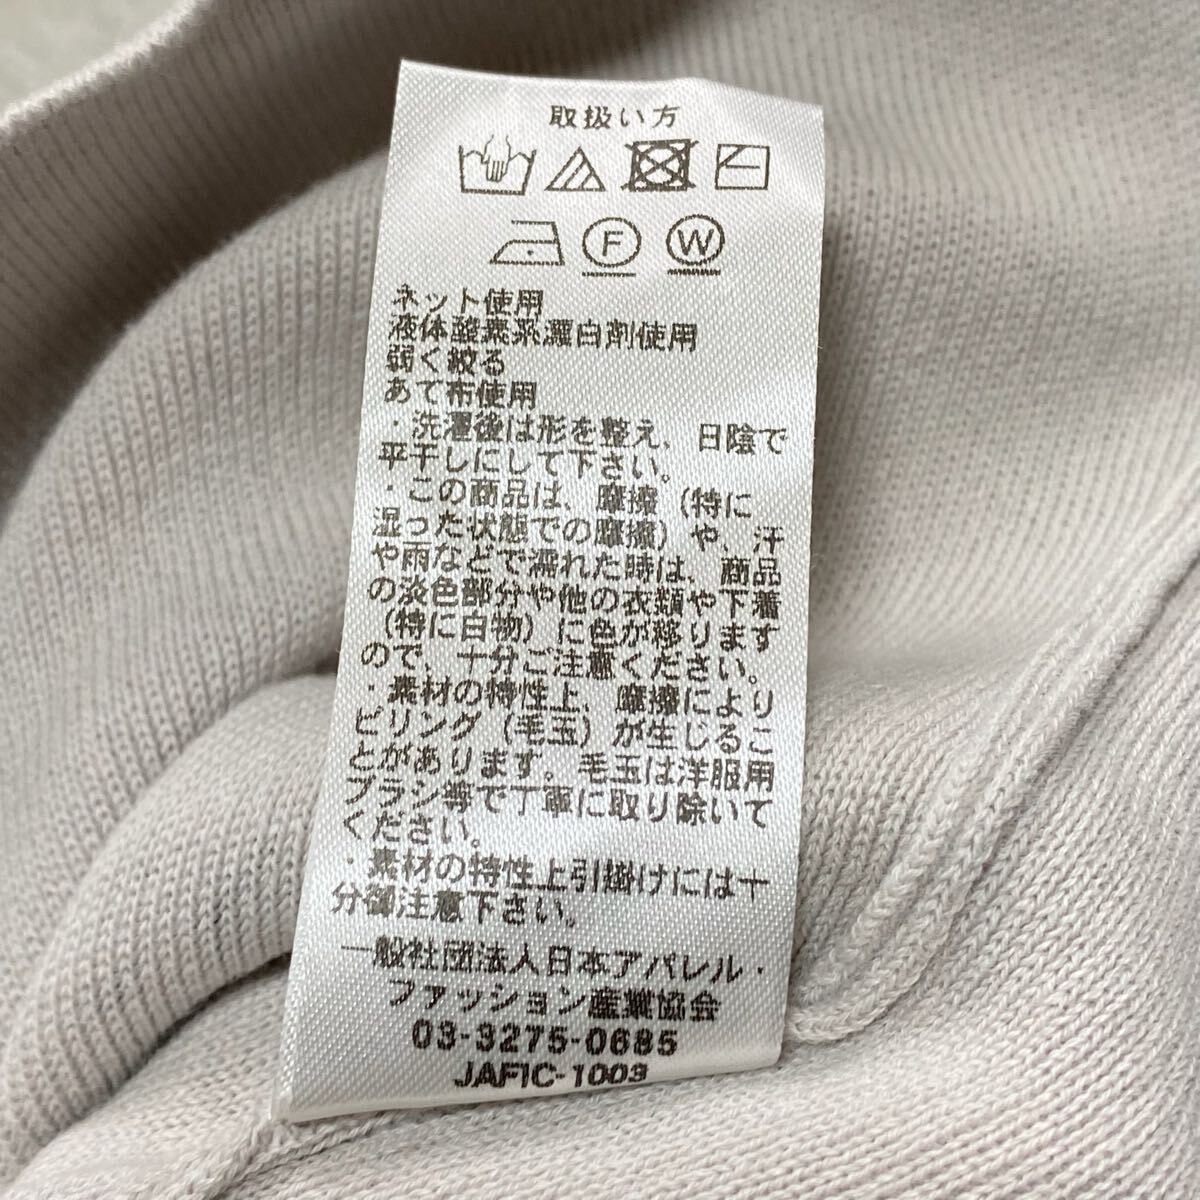 取扱い方
F W
ネット使用
液体酸素系漂白剤使用
弱く絞る
あて布使用
・洗濯後は形を整え、日陰で
平干しにして下さい。
・この商品は、摩擦(特に
湿った状態での摩擦)や、汗
や雨などで濡れた時は、商品
の淡色部分や他の衣類や下着
(特に白物)に色が移ります
ので、十分ご注意ください。
・素材の特性上、摩擦により
ピリング(毛玉)が生じるこ
とがあります。毛玉は洋服用
ブラシ等で丁寧に取り除いて
ください。
・素材の特性上引掛けには十
分御注意下さい。
一般社団法人日本アパレル・
ファッション産業協会
03-3275-0685
JAFIC-1003